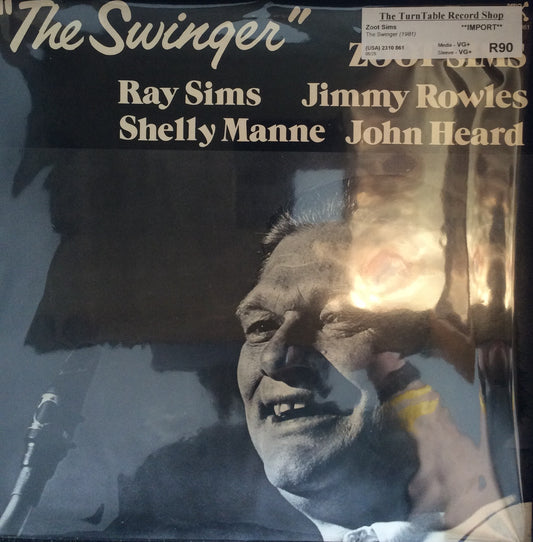 "The Swinger"
The TurnTable Record Shop
Zoot Sims **IMPORT**
The Swinger (1981)
(USA) 2310 861 Media - VG+
Sleeve - VG+ R90
ZOOT SIMS
Ray Sims Jimmy Rowles
Shelly Manne John Heard